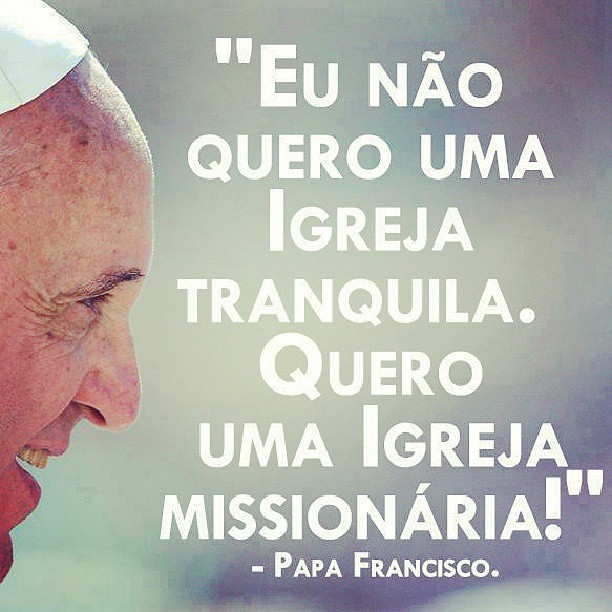 "Eu não
quero uma
Igreja
tranquila.
Quero
uma Igreja
missionária!"
- Papa Francisco.